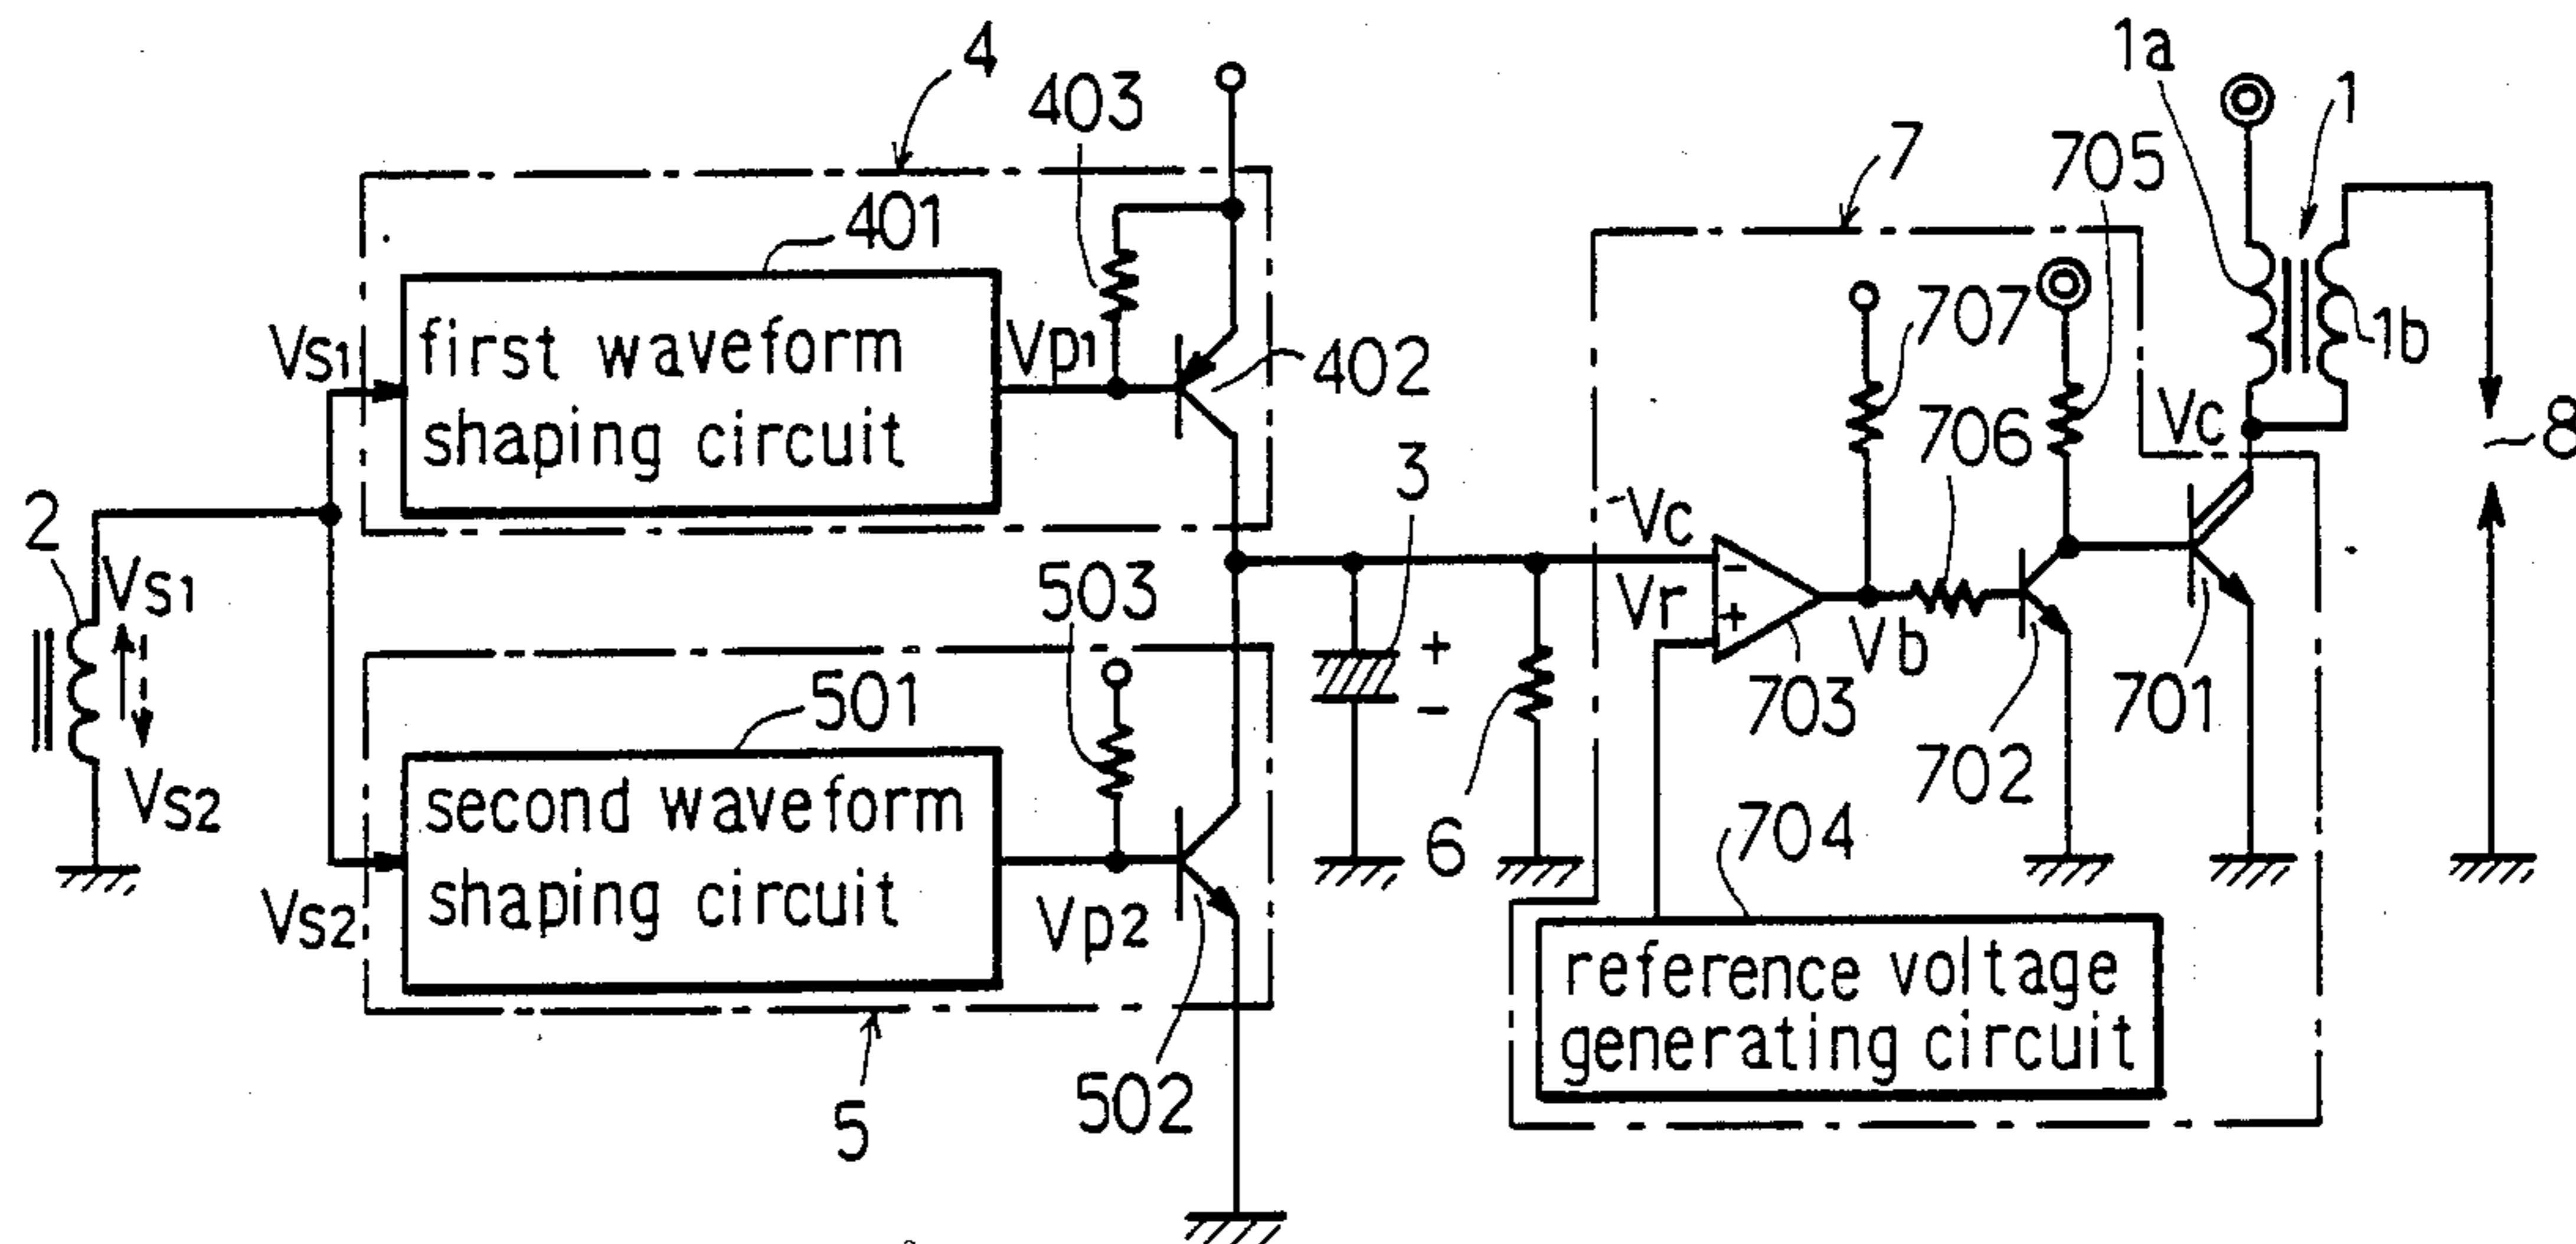 4
403
401
first waveform
shaping circuit
Vs1
Vp1
402
2
Vs1
Vs2
Vs2
503
501
second waveform
shaping circuit
Vp2
502
5
3
+
-
6
7
1a
1
705
707
706
1b
Vc
8
Vc
Vr
-
+
703
Vb
702
701
704
reference voltage
generating circuit